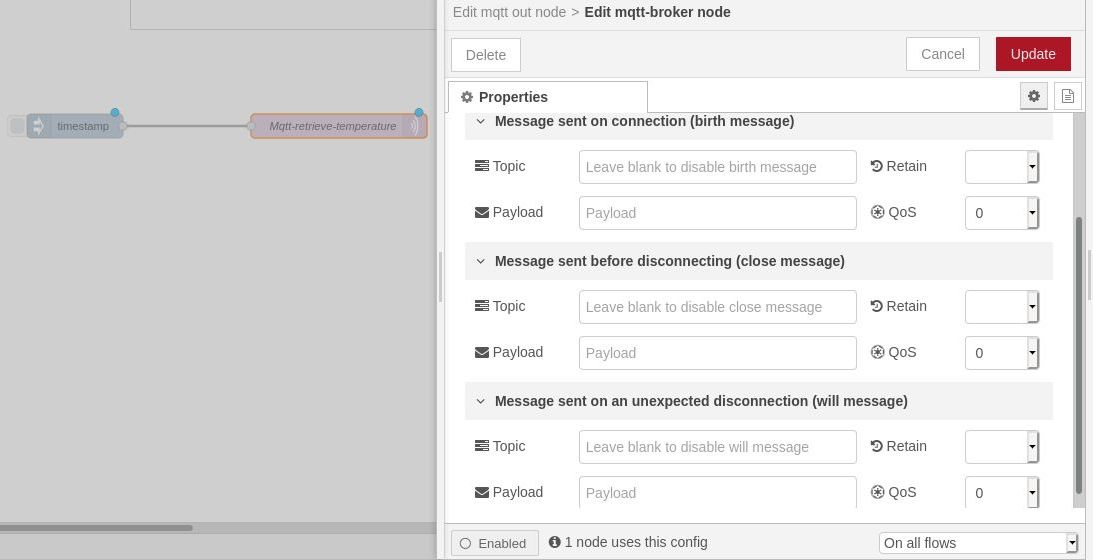 Edit mqtt out node > Edit mqtt-broker node
Delete
Cancel
Update
Properties
timestamp
Mqtt-retrieve-temperature
Message sent on connection (birth message)
Topic Leave blank to disable birth message Retain
Payload Payload QoS 0
Message sent before disconnecting (close message)
Topic Leave blank to disable close message Retain
Payload Payload QoS 0
Message sent on an unexpected disconnection (will message)
Topic Leave blank to disable will message Retain
Payload Payload QoS 0
Enabled 1 node uses this config On all flows